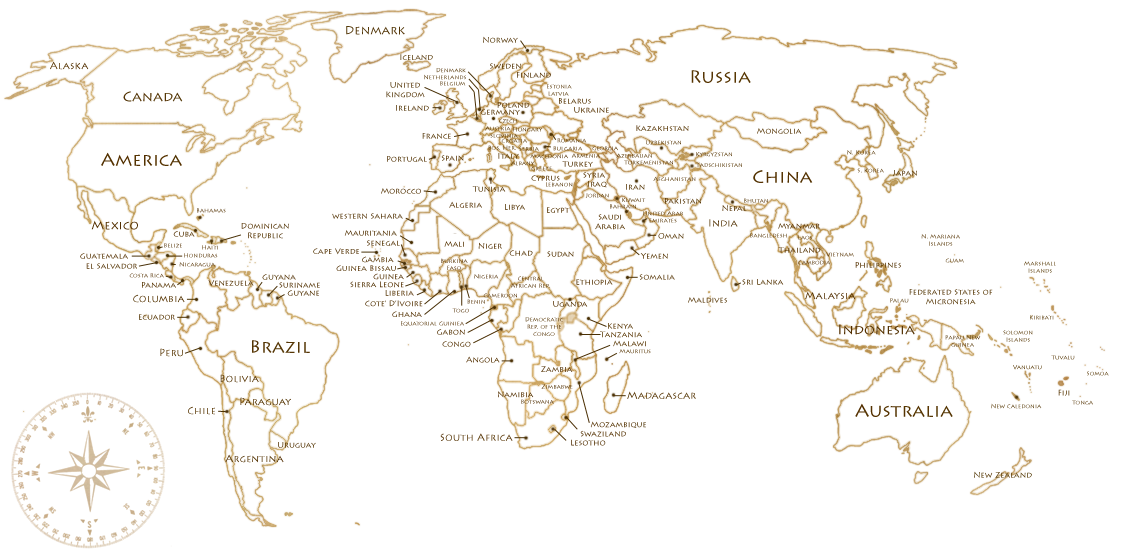 Denmark
Alaska
Canada
America
Mexico
Bahamas
Cuba
Haiti
Dominican
Republic
Belize
Guatemala
Honduras
El Salvador
Nicaragua
Costa Rica
Panama
Venezuela
Guyana
Suriname
Guyane
Columbia
Ecuador
Peru
Brazil
Bolivia
Paraguay
Chile
Uruguay
Argentina
Iceland
Norway
Sweden
Finland
Denmark
Netherlands
Belgium
United
Kingdom
Ireland
Estonia
Latvia
Belarus
Ukraine
Poland
Germany
Czech
Austria
Hungary
Slovenia
Croatia
Bos. Her.
Serbia
Romania
Bulgaria
Macedonia
Albania
Greece
France
Portugal
Spain
Italy
Turkey
Georgia
Armenia
Azerbaijan
Cyprus
Lebanon
Syria
Iraq
Jordan
Kuwait
Bahrain
Iran
Saudi
Arabia
United Arab
Emirates
Oman
Yemen
Russia
Kazakhstan
Uzbekistan
Turkmenistan
Kyrgyzstan
Tadschikistan
Afghanistan
Pakistan
India
Nepal
Bhutan
Bangladesh
Sri Lanka
Maldives
Mongolia
China
N. Korea
S. Korea
Japan
Myanmar
Laos
Thailand
Vietnam
Cambodia
Philippines
Malaysia
Indonesia
Papua New
Guinea
Palau
N. Mariana
Islands
Guam
Federated States of
Micronesia
Marshall
Islands
Kiribati
Solomon
Islands
Tuvalu
Vanuatu
Somoa
Fiji
Tonga
New Caledonia
Australia
New Zealand
Morocco
Tunisia
Algeria
Libya
Egypt
Western Sahara
Mauritania
Senegal
Cape Verde
Gambia
Guinea Bissau
Guinea
Sierra Leone
Liberia
Cote D'Ivoire
Ghana
Togo
Benin
Mali
Burkina
Faso
Niger
Nigeria
Chad
Sudan
Ethiopia
Somalia
Central
African Rep.
Cameroon
Equatorial Guinea
Gabon
Congo
Democratic
Rep. of the
Congo
Uganda
Kenya
Tanzania
Malawi
Mauritius
Angola
Zambia
Zimbabwe
Namibia
Botswana
Madagascar
Mozambique
Swaziland
Lesotho
South Africa
N
E
S
W